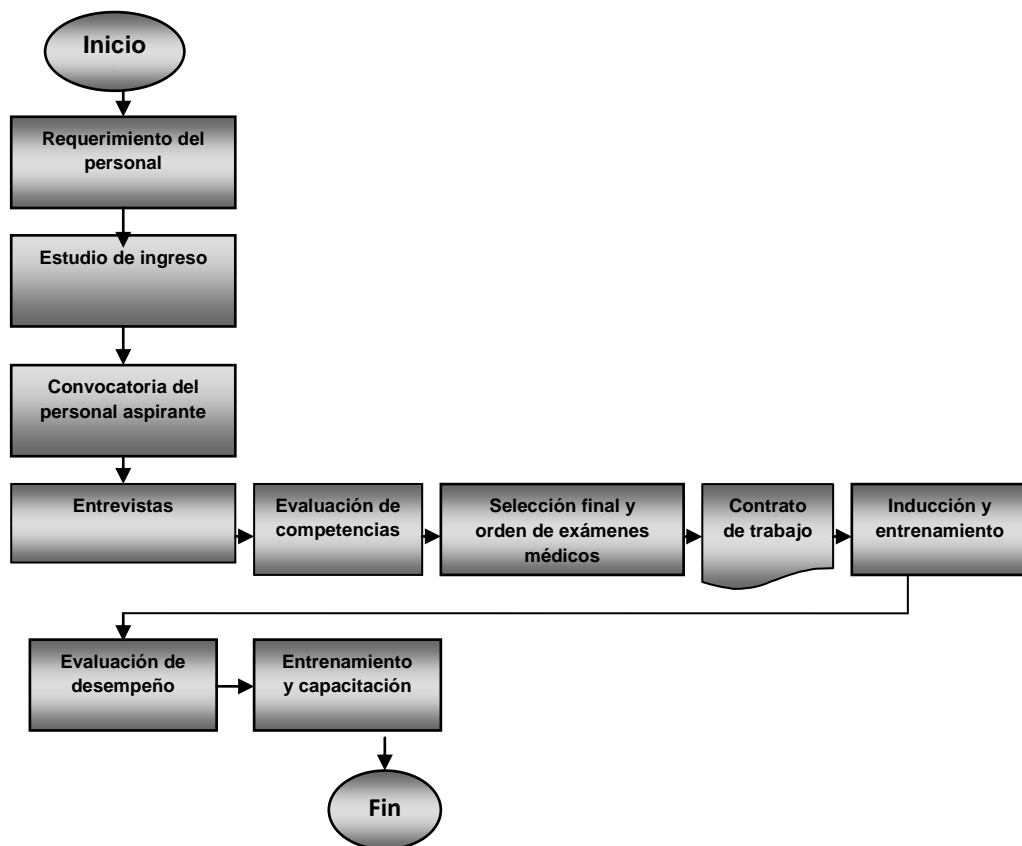 Inicio
Requerimiento del
personal
Estudio de ingreso
Convocatoria del
personal aspirante
Entrevistas
Evaluación de
competencias
Selección final y
orden de exámenes
médicos
Contrato
de trabajo
Inducción y
entrenamiento
Evaluación de
desempeño
Entrenamiento
y capacitación
Fin